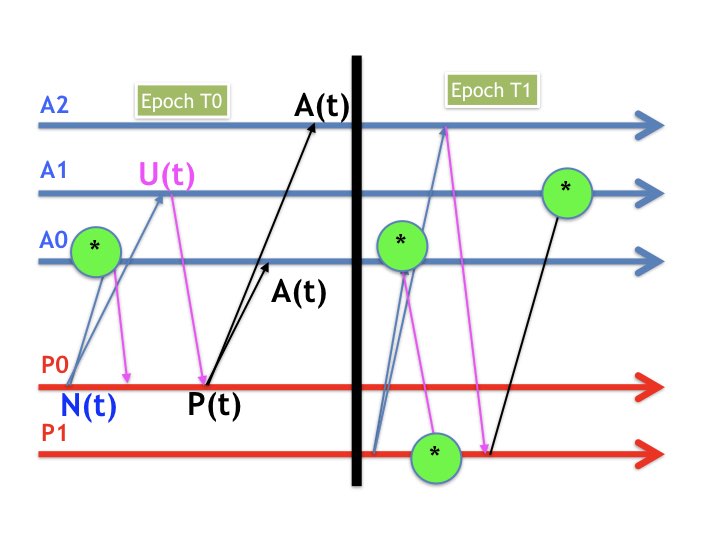 Epoch T0
Epoch T1
A2
A(t)
A1
U(t)
*
A0
*
*
A(t)
P0
N(t)
P(t)
P1
*